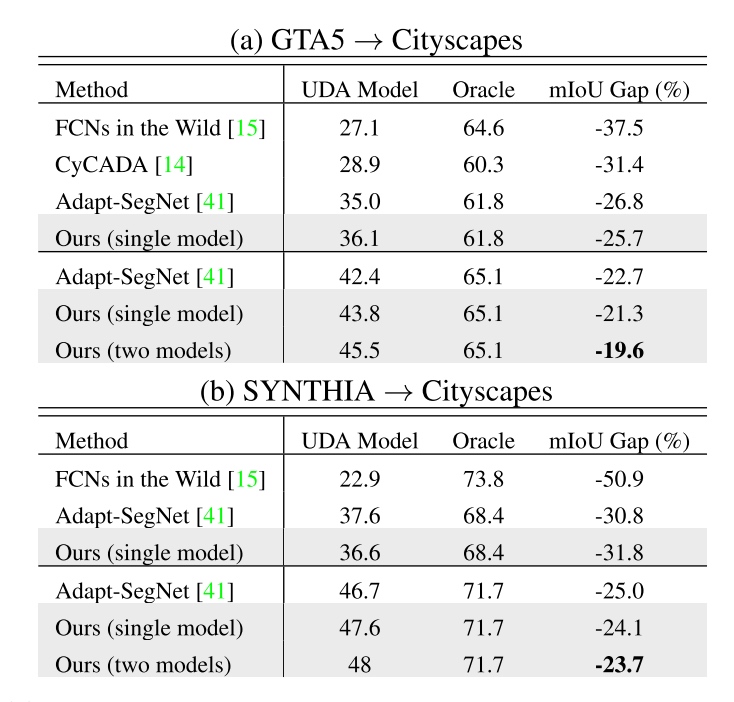 (a) GTA5 → Cityscapes
Method UDA Model Oracle mIoU Gap (%)
FCNs in the Wild [15] 27.1 64.6 -37.5
CyCADA [14] 28.9 60.3 -31.4
Adapt-SegNet [41] 35.0 61.8 -26.8
Ours (single model) 36.1 61.8 -25.7
Adapt-SegNet [41] 42.4 65.1 -22.7
Ours (single model) 43.8 65.1 -21.3
Ours (two models) 45.5 65.1 -19.6
(b) SYNTHIA → Cityscapes
Method UDA Model Oracle mIoU Gap (%)
FCNs in the Wild [15] 22.9 73.8 -50.9
Adapt-SegNet [41] 37.6 68.4 -30.8
Ours (single model) 36.6 68.4 -31.8
Adapt-SegNet [41] 46.7 71.7 -25.0
Ours (single model) 47.6 71.7 -24.1
Ours (two models) 48 71.7 -23.7